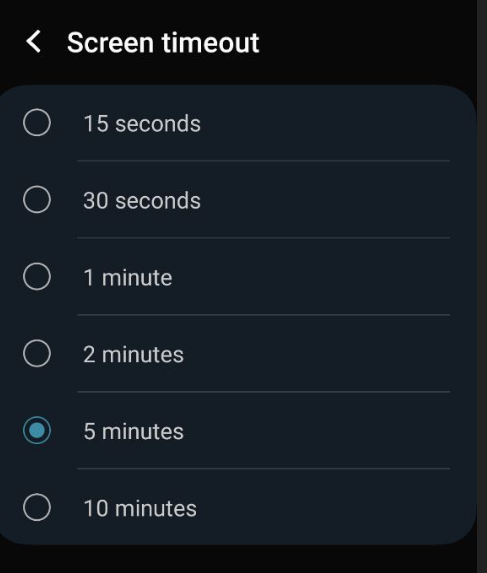 Screen timeout
15 seconds
30 seconds
1 minute
2 minutes
5 minutes
10 minutes